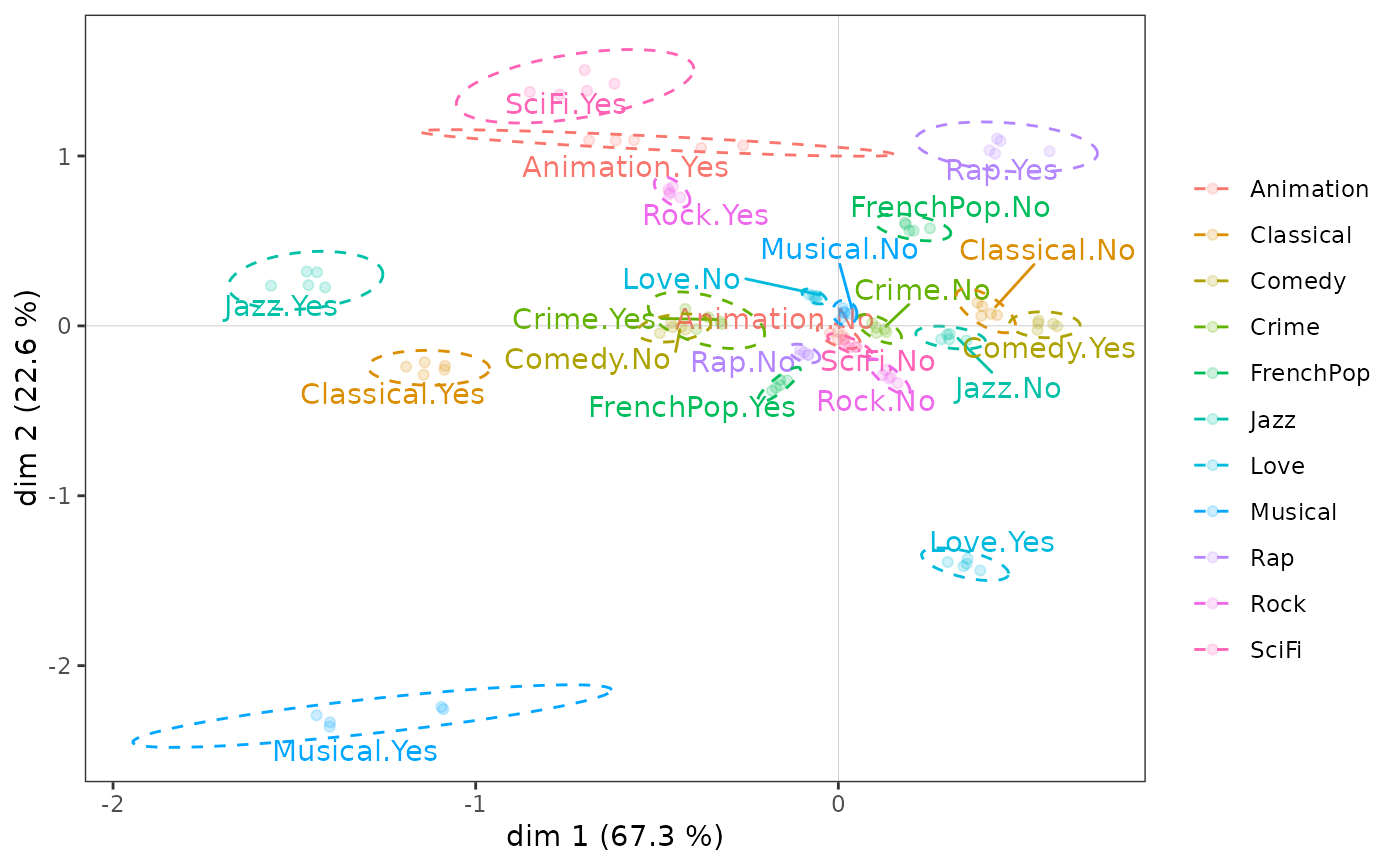 SciFi.Yes
Animation.Yes
Rap.Yes
Rock.Yes
FrenchPop.No
Musical.No
Classical.No
Love.No
Crime.No
Jazz.Yes
Crime.Yes
Animation.No
Comedy.No
Rap.No
SciFi.No
Comedy.Yes
Classical.Yes
FrenchPop.Yes
Rock.No
Jazz.No
Love.Yes
Musical.Yes
1
0
-1
-2
dim 2 (22.6 %)
-2
-1
0
dim 1 (67.3 %)
Animation
Classical
Comedy
Crime
FrenchPop
Jazz
Love
Musical
Rap
Rock
SciFi